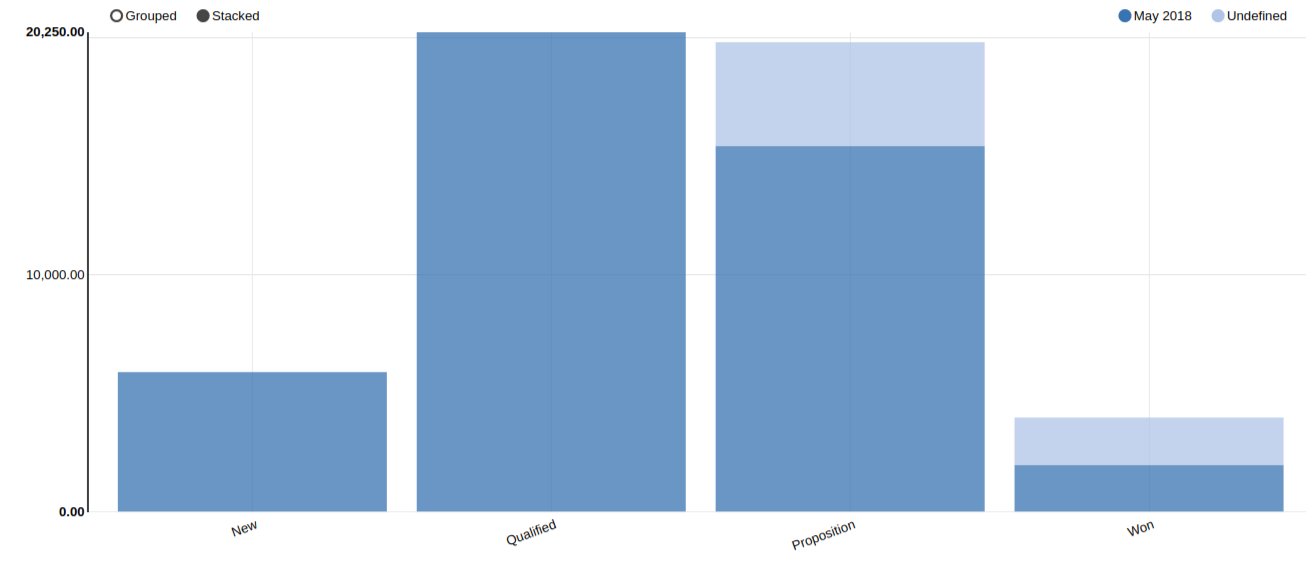 Grouped Stacked May 2018 Undefined
20,250.00
10,000.00
0.00
New Qualified Proposition Won